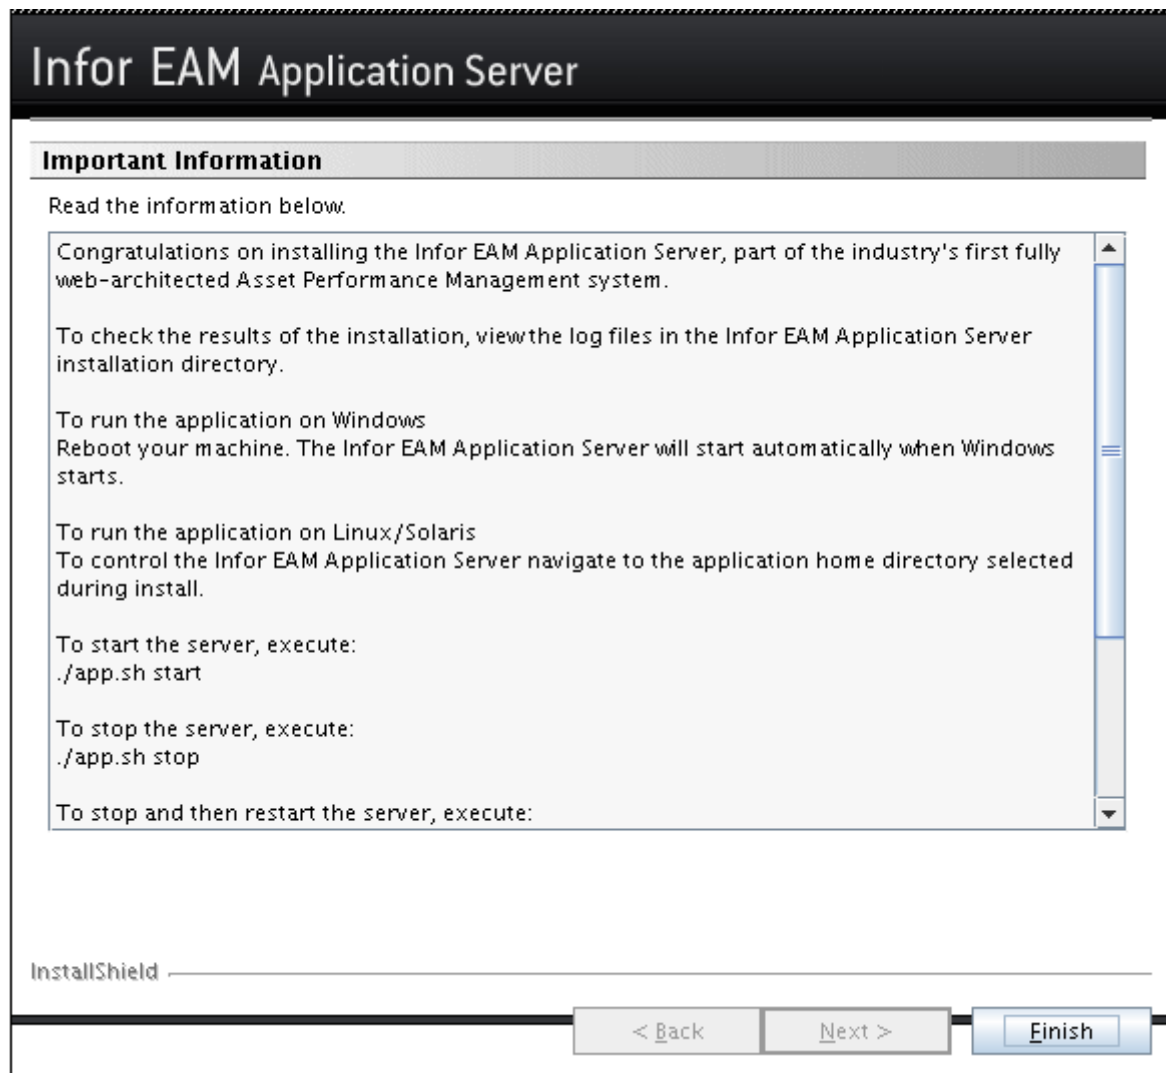 Infor EAM Application Server
Important Information
Read the information below.
Congratulations on installing the Infor EAM Application Server, part of the industry's first fully
web-architected Asset Performance Management system.
To check the results of the installation, view the log files in the Infor EAM Application Server
installation directory.
To run the application on Windows
Reboot your machine. The Infor EAM Application Server will start automatically when Windows
starts.
To run the application on Linux/Solaris
To control the Infor EAM Application Server navigate to the application home directory selected
during install.
To start the server, execute:
./app.sh start
To stop the server, execute:
./app.sh stop
To stop and then restart the server, execute:
InstallShield
< Back
Next >
Finish